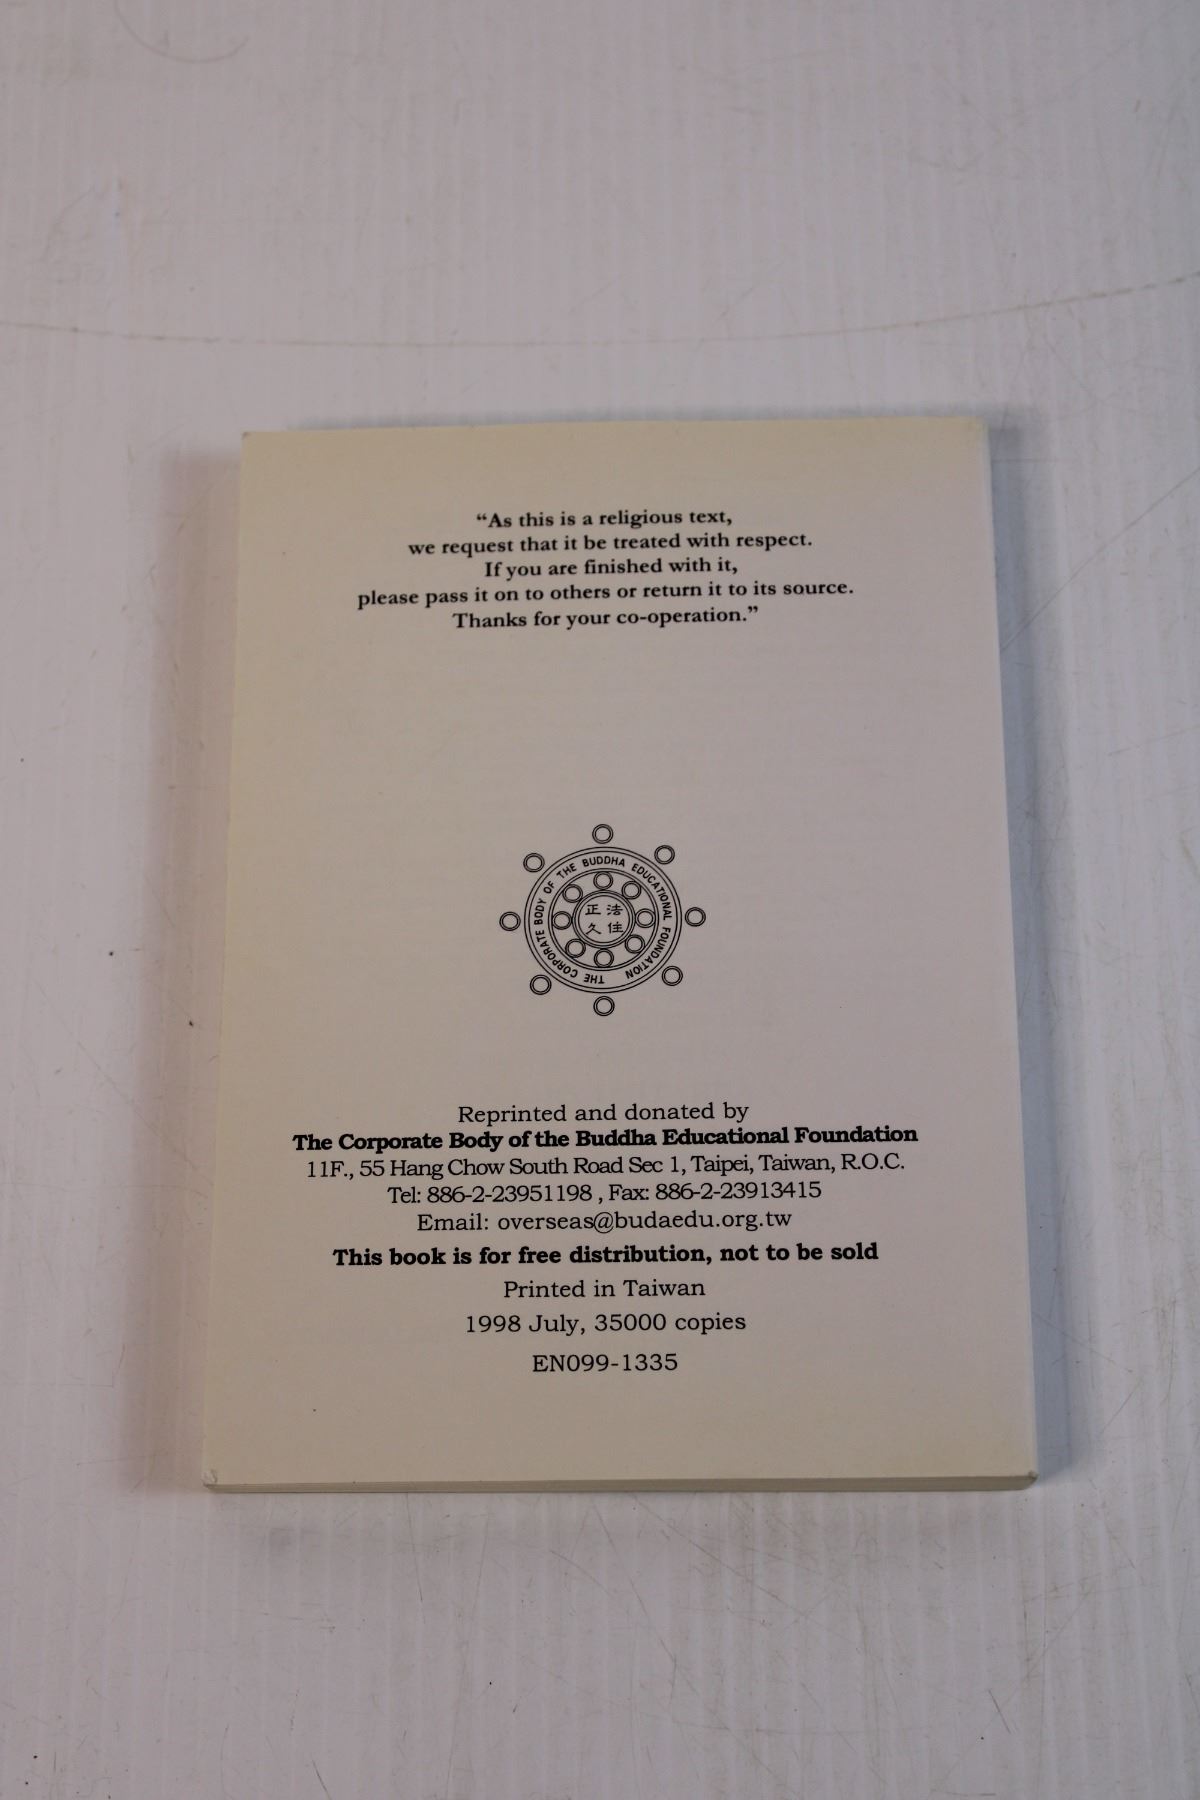 “As this is a religious text,
we request that it be treated with respect.
If you are finished with it,
please pass it on to others or return it to its source.
Thanks for your co-operation.”
THE CORPORATE BODY OF THE BUDDHA EDUCATIONAL FOUNDATION
正法
久住
Reprinted and donated by
The Corporate Body of the Buddha Educational Foundation
11F., 55 Hang Chow South Road Sec 1, Taipei, Taiwan, R.O.C.
Tel: 886-2-23951198 , Fax: 886-2-23913415
Email: overseas@budaedu.org.tw
This book is for free distribution, not to be sold
Printed in Taiwan
1998 July, 35000 copies
EN099-1335